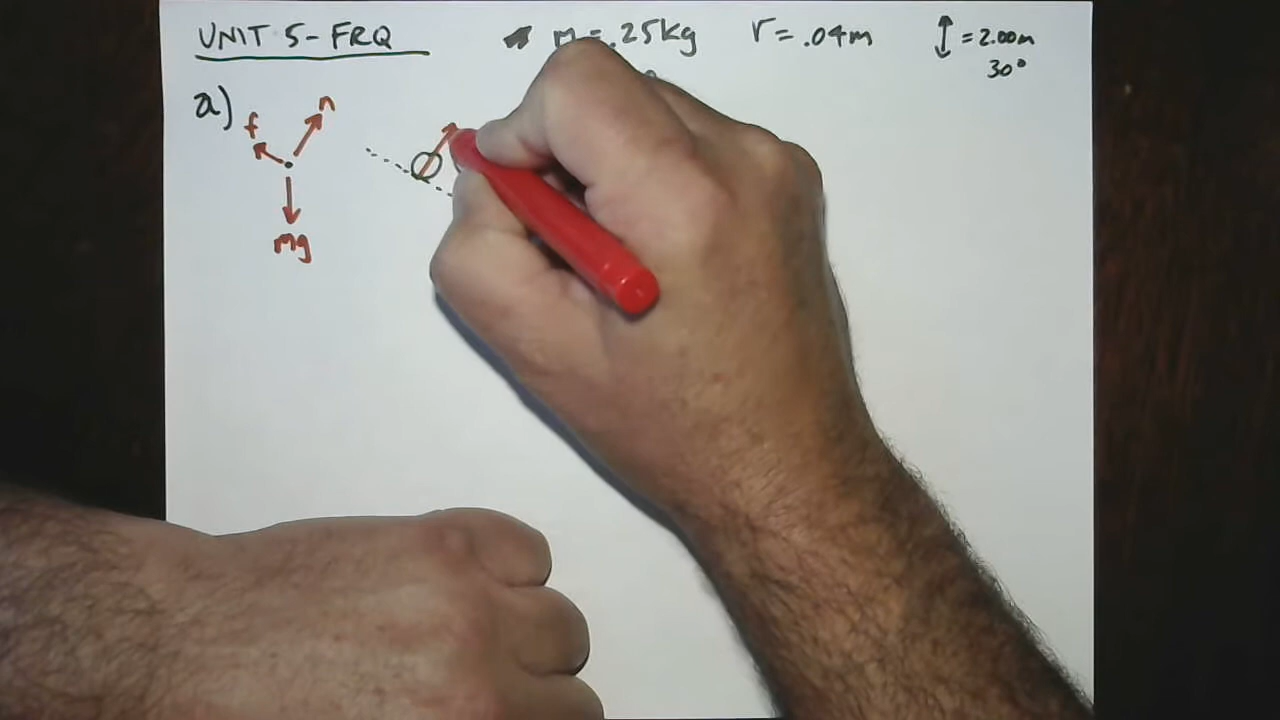 UNIT 5-FRQ
m = .25kg
r = .04m
↕ = 2.00m
30°
a)
f
n
mg